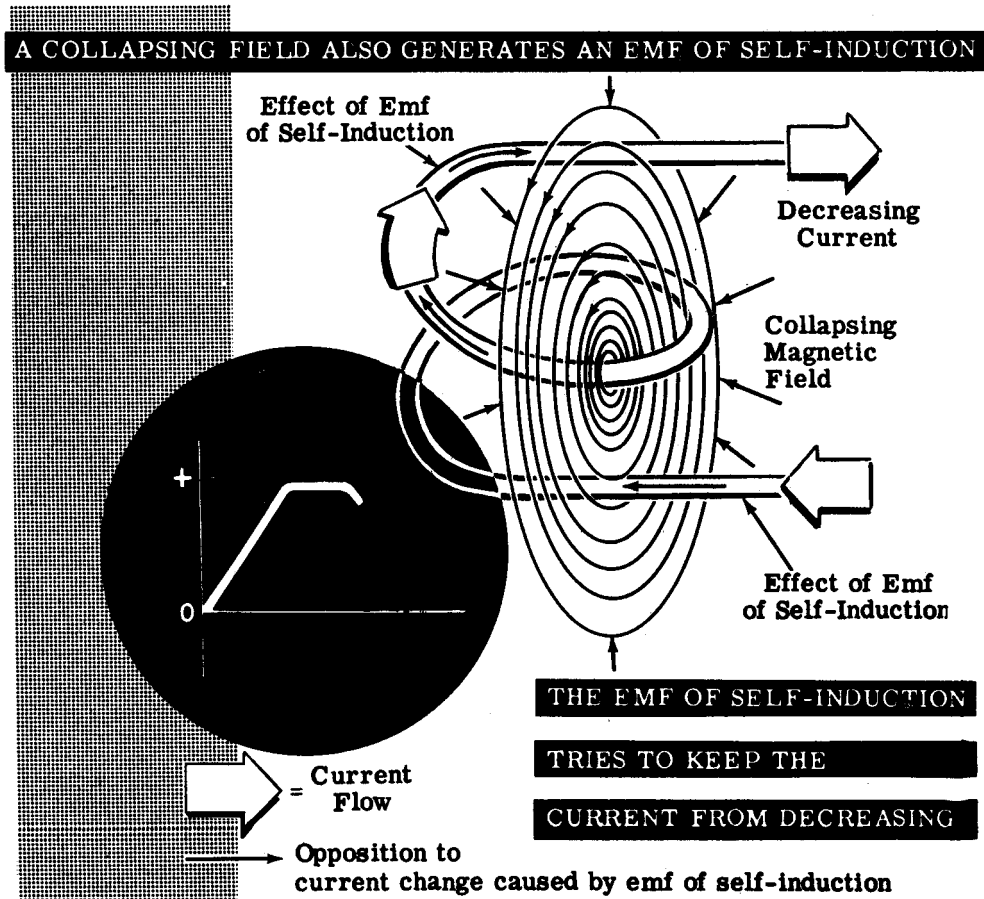 A COLLAPSING FIELD ALSO GENERATES AN EMF OF SELF-INDUCTION
Effect of Emf
of Self-Induction
Decreasing
Current
Collapsing
Magnetic
Field
+
0
Effect of Emf
of Self-Induction
THE EMF OF SELF-INDUCTION
TRIES TO KEEP THE
CURRENT FROM DECREASING
= Current
Flow
Opposition to
current change caused by emf of self-induction